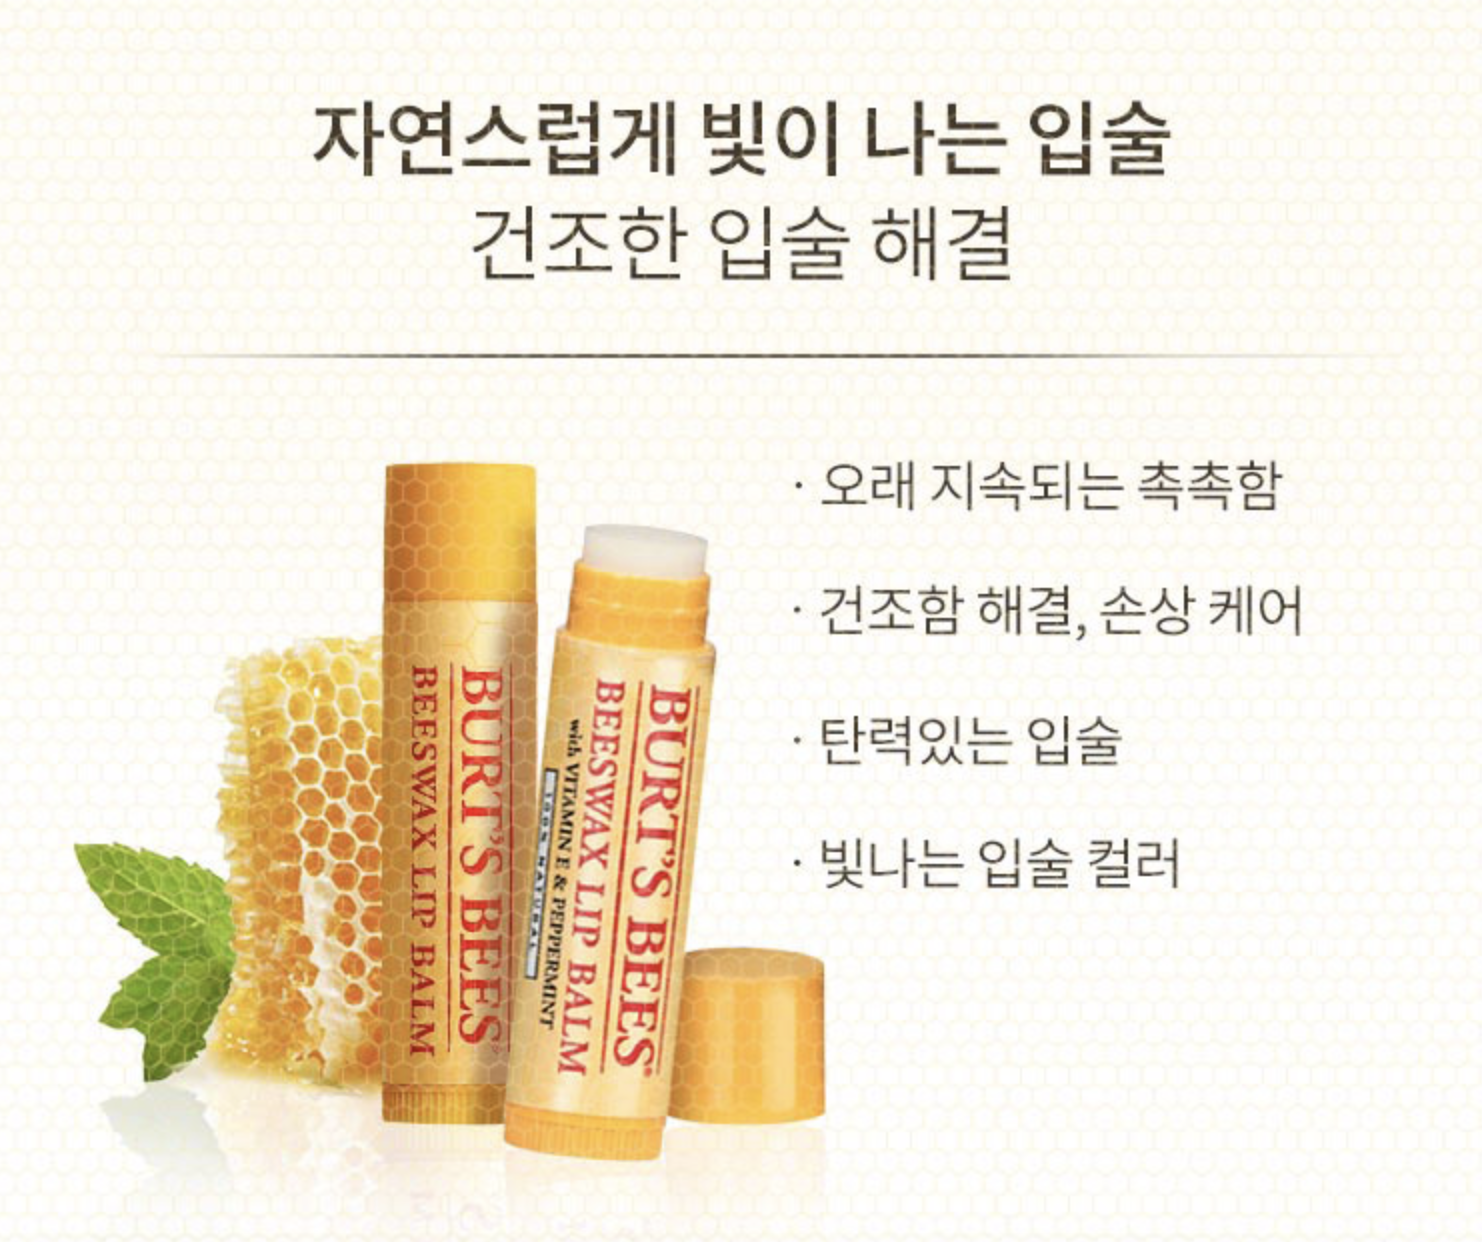 자연스럽게 빛이 나는 입술
건조한 입술 해결
· 오래 지속되는 촉촉함
· 건조함 해결, 손상 케어
· 탄력있는 입술
· 빛나는 입술 컬러
BURT'S BEES
BEESWAX LIP BALM
BURT'S BEES®
BEESWAX LIP BALM
with VITAMIN E & PEPPERMINT
100% NATURAL